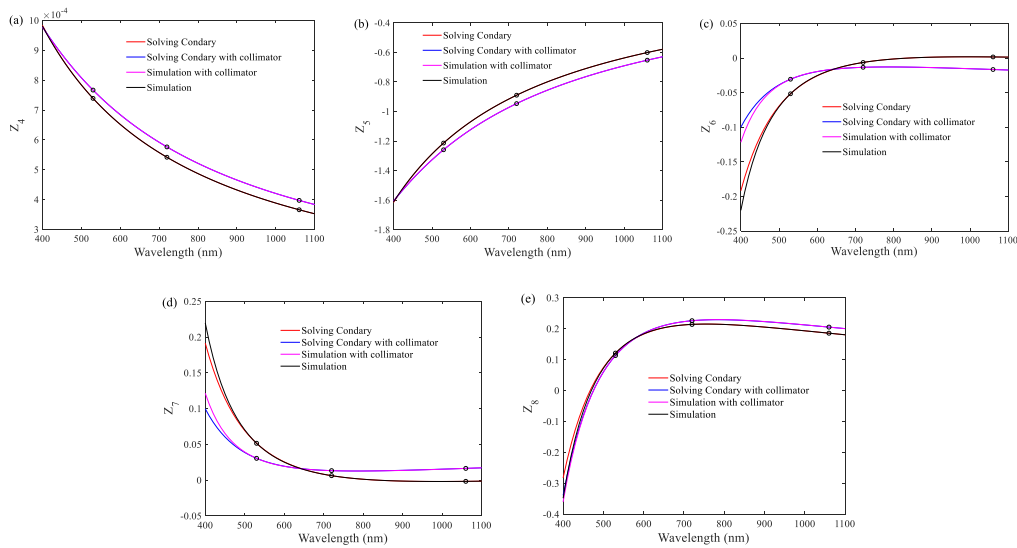 (a)
10
× 10⁻⁴
9
8
7
6
5
4
3
Z₄
Solving Condary
Solving Condary with collimator
Simulation with collimator
Simulation
400 500 600 700 800 900 1000 1100
Wavelength (nm)
(b)
-0.4
-0.6
-0.8
-1
-1.2
-1.4
-1.6
-1.8
Z₅
Solving Condary
Solving Condary with collimator
Simulation with collimator
Simulation
400 500 600 700 800 900 1000 1100
Wavelength (nm)
(c)
0.05
0
-0.05
-0.1
-0.15
-0.2
-0.25
Z₆
Solving Condary
Solving Condary with collimator
Simulation with collimator
Simulation
400 500 600 700 800 900 1000 1100
Wavelength (nm)
(d)
0.25
0.2
0.15
0.1
0.05
0
-0.05
Z₇
Solving Condary
Solving Condary with collimator
Simulation with collimator
Simulation
400 500 600 700 800 900 1000 1100
Wavelength (nm)
(e)
0.3
0.2
0.1
0
-0.1
-0.2
-0.3
-0.4
Z₈
Solving Condary
Solving Condary with collimator
Simulation with collimator
Simulation
400 500 600 700 800 900 1000 1100
Wavelength (nm)